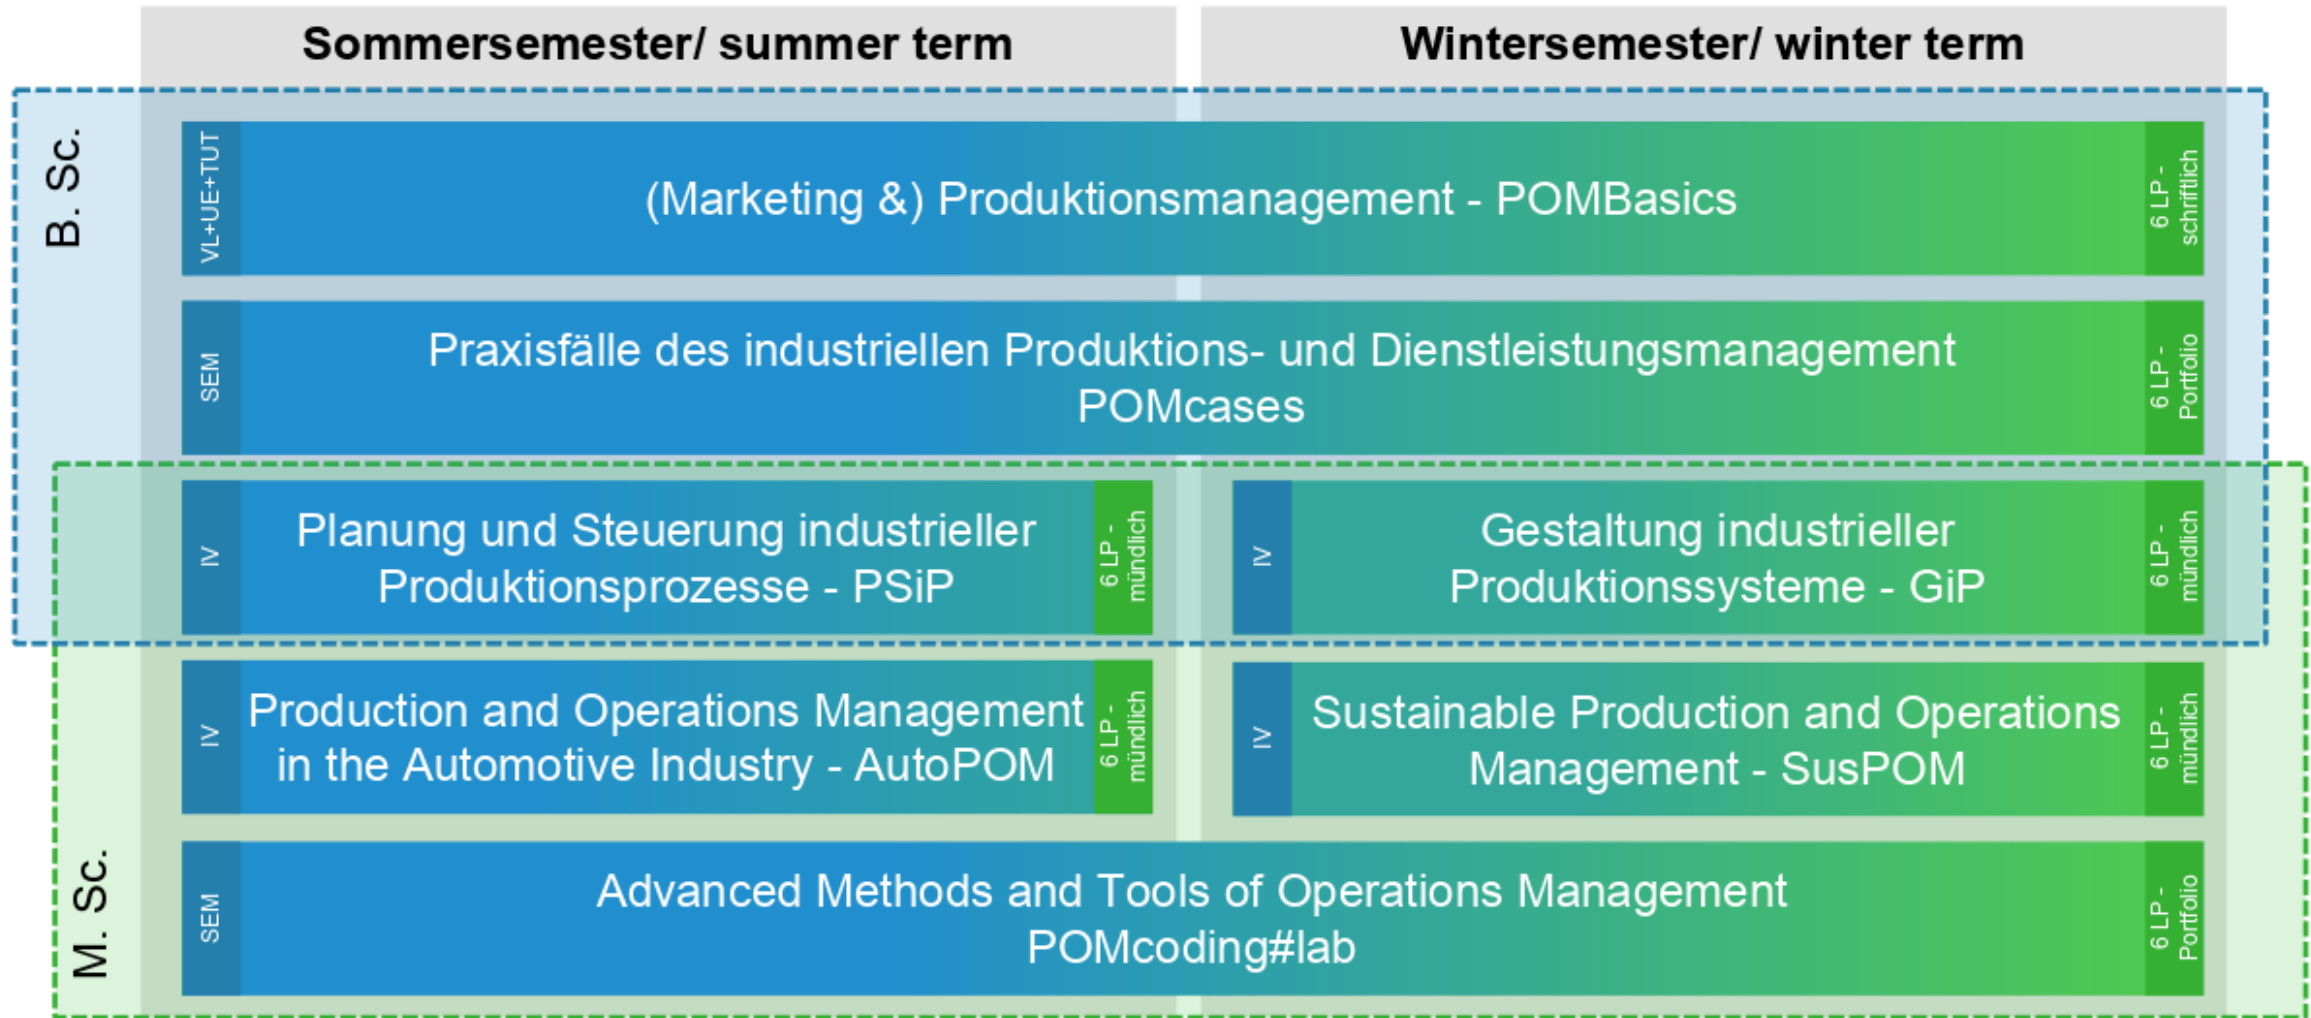 Sommersemester/ summer term
Wintersemester/ winter term
B. Sc.
VL+UE+TUT
(Marketing &) Produktionsmanagement - POMBasics
6 LP -
schriftlich
SEM
Praxisfälle des industriellen Produktions- und Dienstleistungsmanagement
POMcases
6 LP -
Portfolio
IV
Planung und Steuerung industrieller
Produktionsprozesse - PSiP
6 LP -
mündlich
IV
Gestaltung industrieller
Produktionssysteme - GiP
6 LP -
mündlich
M. Sc.
IV
Production and Operations Management
in the Automotive Industry - AutoPOM
6 LP -
mündlich
IV
Sustainable Production and Operations
Management - SusPOM
6 LP -
mündlich
SEM
Advanced Methods and Tools of Operations Management
POMcoding#lab
6 LP -
Portfolio